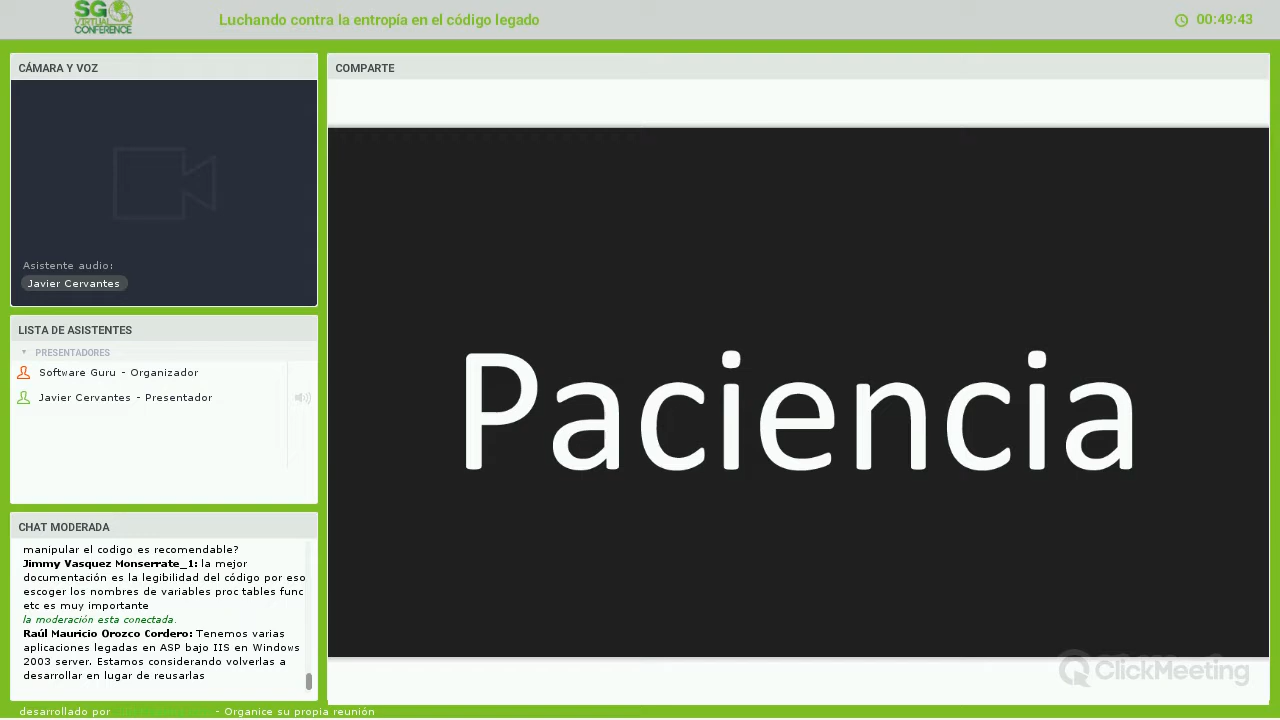 SG
VIRTUAL
CONFERENCE
Luchando contra la entropía en el código legado
00:49:43
CÁMARA Y VOZ
Asistente audio:
Javier Cervantes
LISTA DE ASISTENTES
PRESENTADORES
Software Guru - Organizador
Javier Cervantes - Presentador
CHAT MODERADA
manipular el codigo es recomendable?
Jimmy Vasquez Monserrate_1: la mejor
documentación es la legibilidad del código por eso
escoger los nombres de variables proc tables func
etc es muy importante
la moderación esta conectada.
Raúl Mauricio Orozco Cordero: Tenemos varias
aplicaciones legadas en ASP bajo IIS en Windows
2003 server. Estamos considerando volverlas a
desarrollar en lugar de reusarlas
COMPARTE
Paciencia
ClickMeeting
desarrollado por - Organice su propia reunión